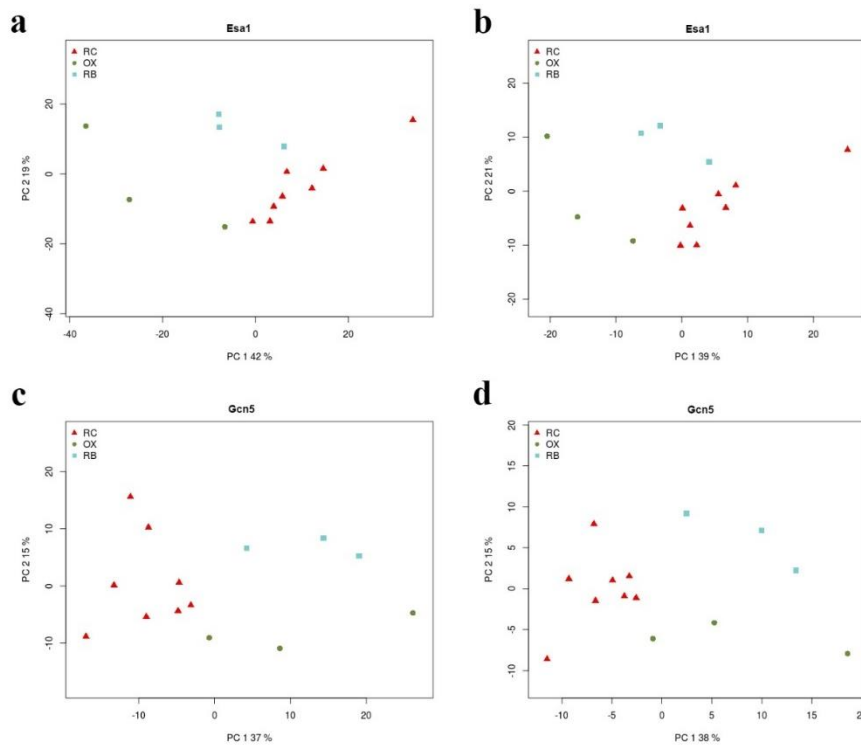 a
Esa1
RC
OX
RB
20
0
-20
-40
PC 2 19 %
-40
-20
0
20
PC 1 42 %
b
Esa1
RC
OX
RB
20
10
0
-10
-20
PC 2 21 %
-20
-10
0
10
20
PC 1 39 %
c
Gcn5
RC
OX
RB
20
10
0
-10
PC 2 15 %
-10
0
10
20
PC 1 37 %
d
Gcn5
RC
OX
RB
20
15
10
5
0
-5
-10
PC 2 15 %
-10
-5
0
5
10
15
PC 1 38 %